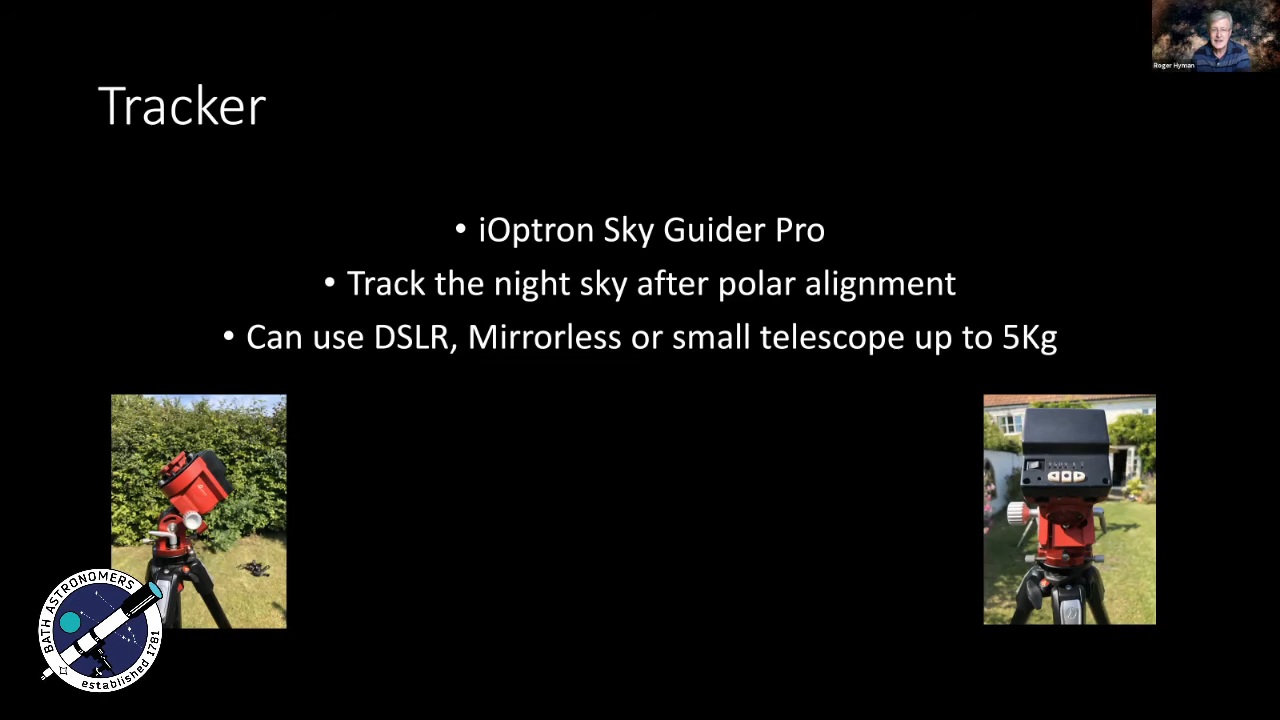 Roger Hyman
Tracker
• iOptron Sky Guider Pro
• Track the night sky after polar alignment
• Can use DSLR, Mirrorless or small telescope up to 5Kg
BATH ASTRONOMERS
established 1781